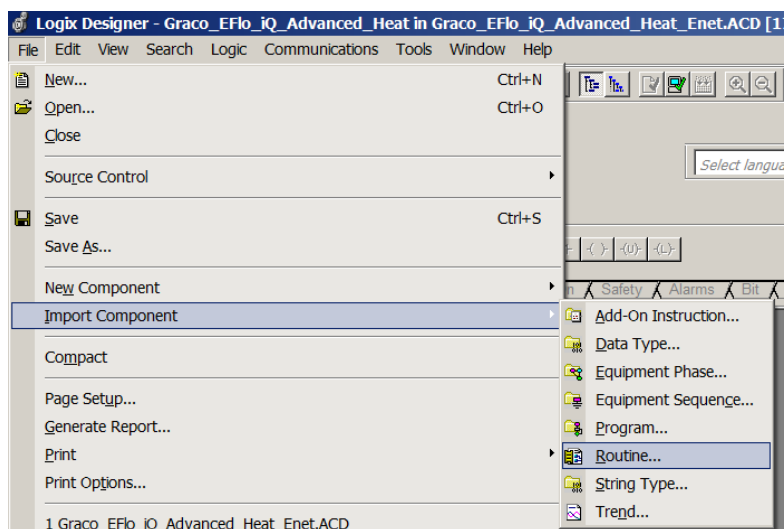 Logix Designer - Graco_EFlo_iQ_Advanced_Heat in Graco_EFlo_iQ_Advanced_Heat_Enet.ACD [1
File Edit View Search Logic Communications Tools Window Help
New... Ctrl+N
Open... Ctrl+O
Close
Source Control
Select langua
Save Ctrl+S
Save As...
-( )- -(U)- -(L)-
New Component
n Safety Alarms Bit
Import Component
Add-On Instruction...
Data Type...
Compact
Equipment Phase...
Page Setup...
Equipment Sequence...
Generate Report...
Program...
Print
Routine...
Print Options...
String Type...
1 Graco_EFlo_iQ_Advanced_Heat_Enet.ACD
Trend...